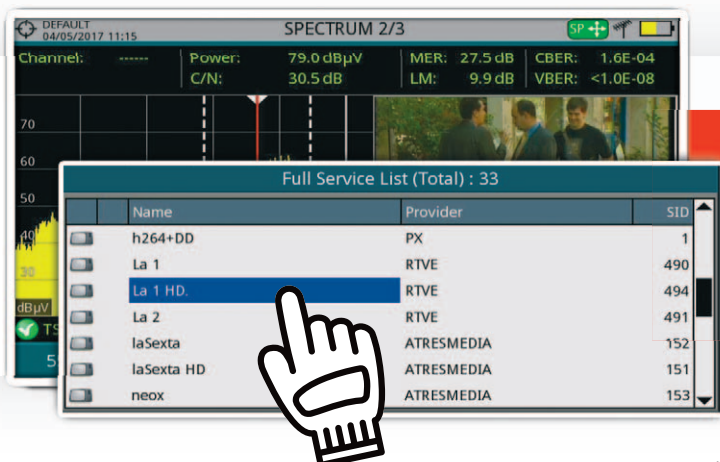 DEFAULT
04/05/2017 11:15
SPECTRUM 2/3
SP
Channel: ------ Power: 79.0 dBµV MER: 27.5 dB CBER: 1.6E-04
C/N: 30.5 dB LM: 9.9 dB VBER: <1.0E-08
70
60
50
40
30
dBµV
TS
Full Service List (Total) : 33
Name Provider SID
h264+DD PX 1
La 1 RTVE 490
La 1 HD. RTVE 494
La 2 RTVE 491
laSexta ATRESMEDIA 152
laSexta HD ATRESMEDIA 151
neox ATRESMEDIA 153